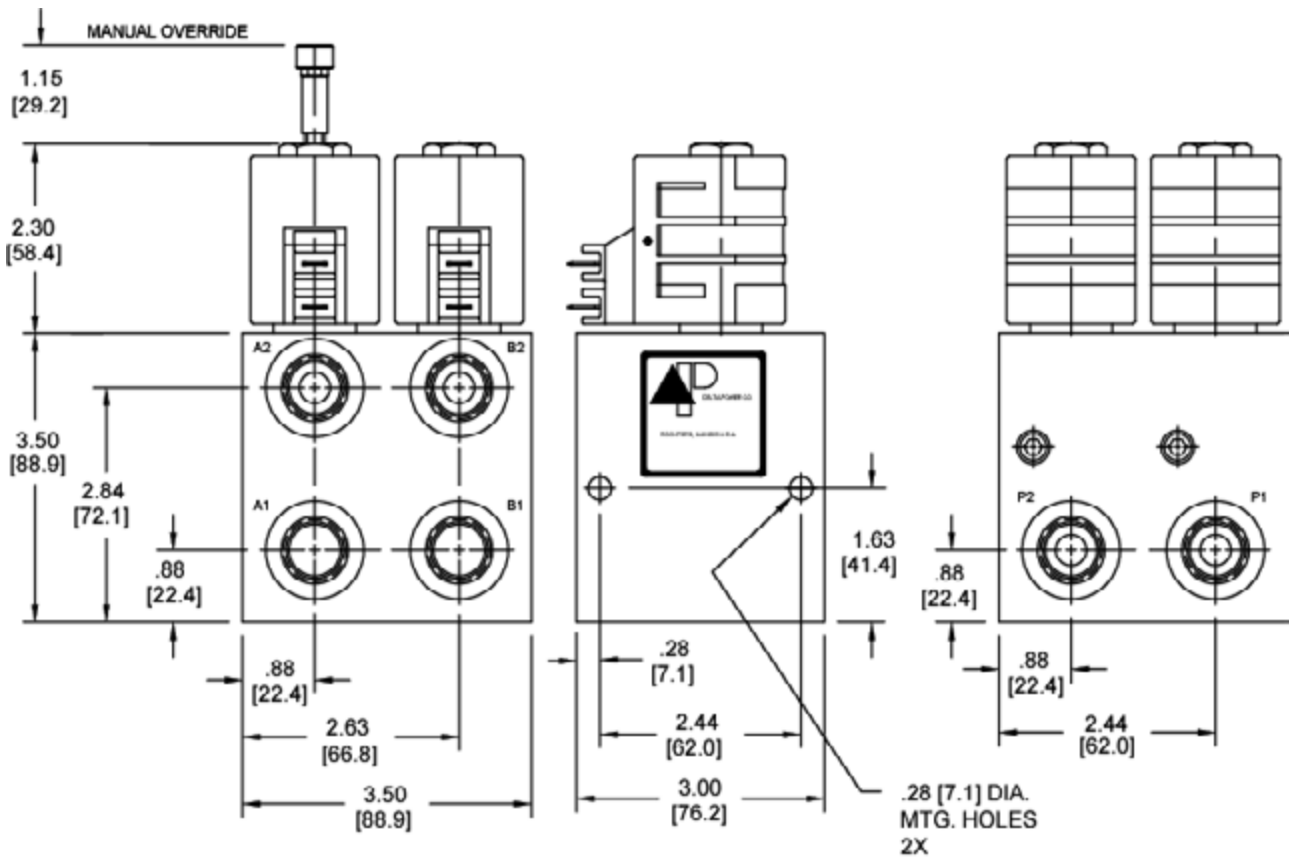 MANUAL OVERRIDE
1.15
[29.2]
2.30
[58.4]
3.50
[88.9]
2.84
[72.1]
.88
[22.4]
A2
B2
A1
B1
.88
[22.4]
2.63
[66.8]
3.50
[88.9]
DELTA POWER CO.
1.63
[41.4]
.28
[7.1]
2.44
[62.0]
3.00
[76.2]
.28 [7.1] DIA.
MTG. HOLES
2X
P2
P1
.88
[22.4]
.88
[22.4]
2.44
[62.0]